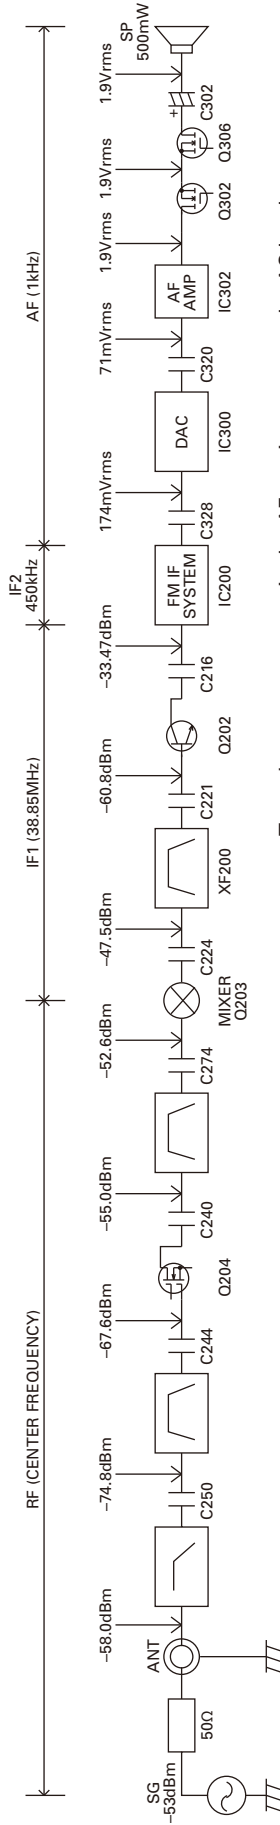 RF (CENTER FREQUENCY)
IF1 (38.85MHz)
IF2
450kHz
AF (1kHz)
SG
–53dBm
50Ω
ANT
–58.0dBm
C250
–74.8dBm
C244
–67.6dBm
Q204
C240
–55.0dBm
C274
–52.6dBm
MIXER
Q203
C224
–47.5dBm
XF200
C221
–60.8dBm
Q202
C216
–33.47dBm
FM IF
SYSTEM
IC200
C328
174mVrms
DAC
IC300
C320
71mVrms
AF
AMP
IC302
1.9Vrms
Q302
1.9Vrms
Q306
+
C302
1.9Vrms
SP
500mW